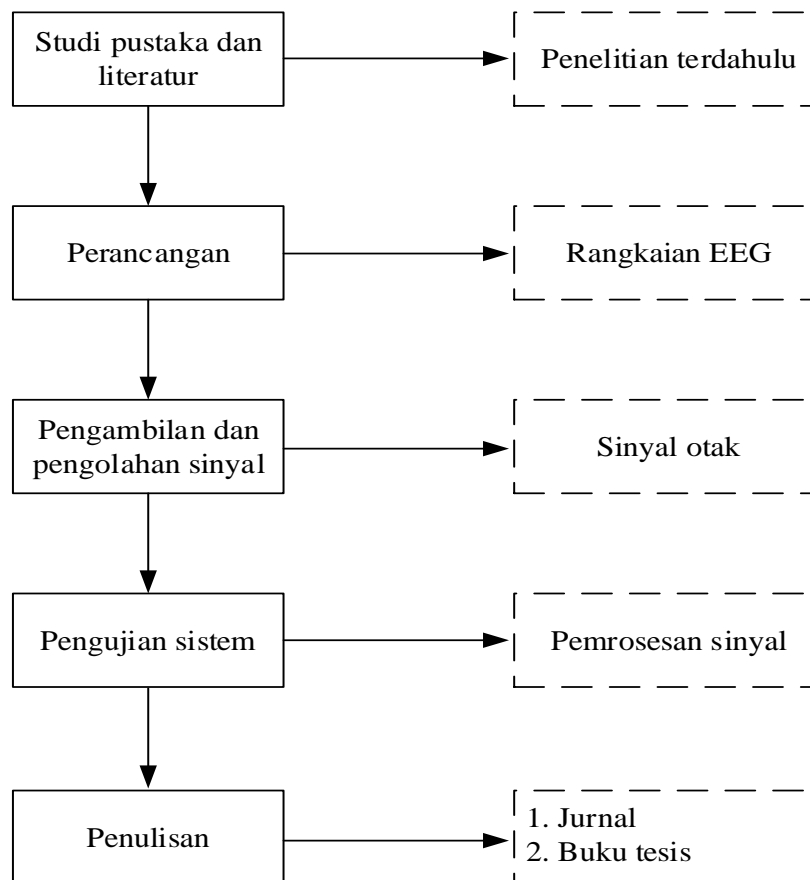 Studi pustaka dan
literatur
Penelitian terdahulu
Perancangan
Rangkaian EEG
Pengambilan dan
pengolahan sinyal
Sinyal otak
Pengujian sistem
Pemrosesan sinyal
Penulisan
1. Jurnal
2. Buku tesis